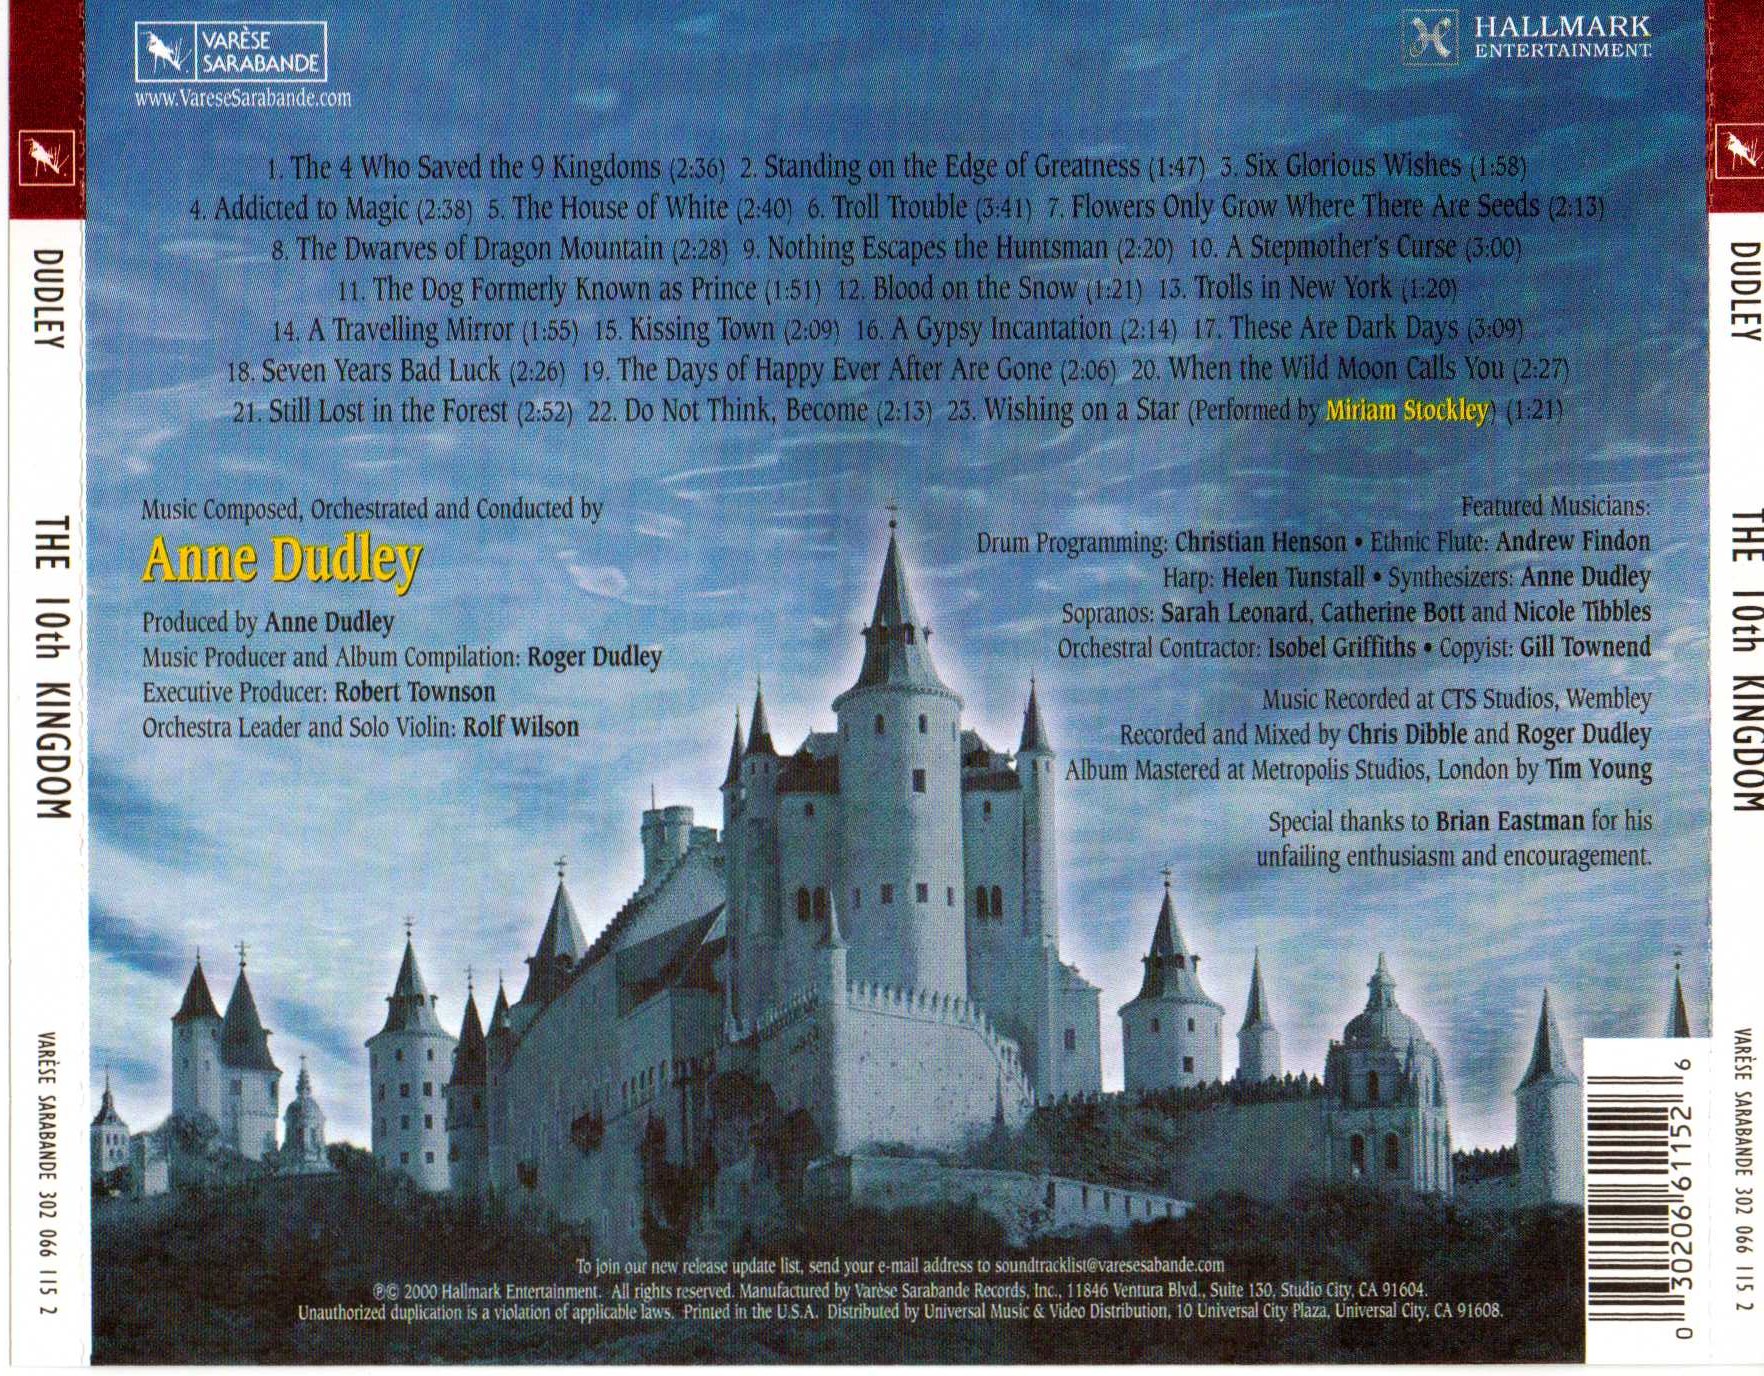 VARÈSE
SARABANDE
www.VareseSarabande.com
HALLMARK
ENTERTAINMENT
1. The 4 Who Saved the 9 Kingdoms (2:36) 2. Standing on the Edge of Greatness (1:47) 3. Six Glorious Wishes (1:58)
4. Addicted to Magic (2:38) 5. The House of White (2:40) 6. Troll Trouble (3:41) 7. Flowers Only Grow Where There Are Seeds (2:13)
8. The Dwarves of Dragon Mountain (2:28) 9. Nothing Escapes the Huntsman (2:20) 10. A Stepmother's Curse (3:00)
11. The Dog Formerly Known as Prince (1:51) 12. Blood on the Snow (1:21) 13. Trolls in New York (1:20)
14. A Travelling Mirror (1:55) 15. Kissing Town (2:09) 16. A Gypsy Incantation (2:14) 17. These Are Dark Days (3:09)
18. Seven Years Bad Luck (2:26) 19. The Days of Happy Ever After Are Gone (2:06) 20. When the Wild Moon Calls You (2:27)
21. Still Lost in the Forest (2:52) 22. Do Not Think, Become (2:13) 23. Wishing on a Star (Performed by Miriam Stockley) (1:21)
Music Composed, Orchestrated and Conducted by
Anne Dudley
Produced by Anne Dudley
Music Producer and Album Compilation: Roger Dudley
Executive Producer: Robert Townson
Orchestra Leader and Solo Violin: Rolf Wilson
Featured Musicians:
Drum Programming: Christian Henson • Ethnic Flute: Andrew Findon
Harp: Helen Tunstall • Synthesizers: Anne Dudley
Sopranos: Sarah Leonard, Catherine Bott and Nicole Tibbles
Orchestral Contractor: Isobel Griffiths • Copyist: Gill Townend
Music Recorded at CTS Studios, Wembley
Recorded and Mixed by Chris Dibble and Roger Dudley
Album Mastered at Metropolis Studios, London by Tim Young
Special thanks to Brian Eastman for his
unfailing enthusiasm and encouragement.
To join our new release update list, send your e-mail address to soundtracklist@varesesabande.com
℗© 2000 Hallmark Entertainment. All rights reserved. Manufactured by Varèse Sarabande Records, Inc., 11846 Ventura Blvd., Suite 130, Studio City, CA 91604.
Unauthorized duplication is a violation of applicable laws. Printed in the U.S.A. Distributed by Universal Music & Video Distribution, 10 Universal City Plaza, Universal City, CA 91608.
0 302066 61152 6
DUDLEY THE 10th KINGDOM VARÈSE SARABANDE 302 066 115 2
DUDLEY THE 10th KINGDOM VARÈSE SARABANDE 302 066 115 2